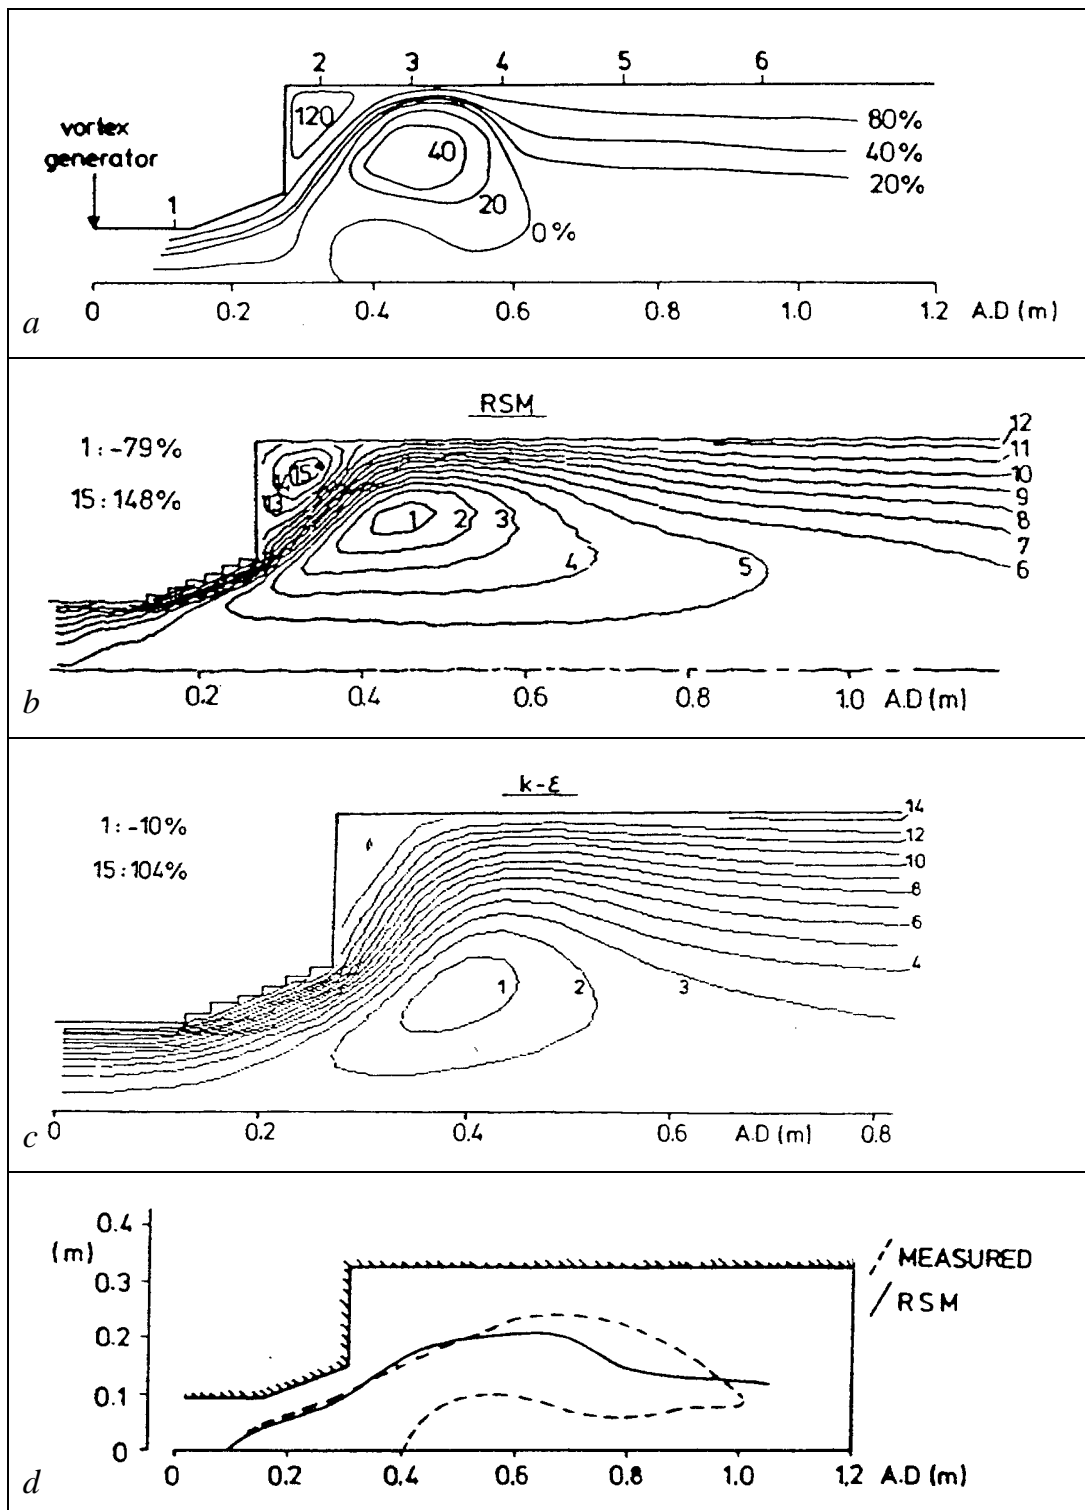 2 3 4 5 6
120
vortex
generator
80%
40
40%
1
20
20%
0%
a
0 0.2 0.4 0.6 0.8 1.0 1.2 A.D (m)
RSM
12
1:-79%
11
15
10
14
9
15:148%
13
1 2 3
8
7
4 5
6
0.2 0.4 0.6 0.8 1.0 A.D (m)
b
k-ε
14
1:-10%
12
10
15:104%
8
6
4
1 2 3
c
0 0.2 0.4 0.6 A.D (m) 0.8
0.4
(m)
MEASURED
0.3
RSM
0.2
0.1
0
d
0 0.2 0.4 0.6 0.8 1.0 1.2 A.D (m)